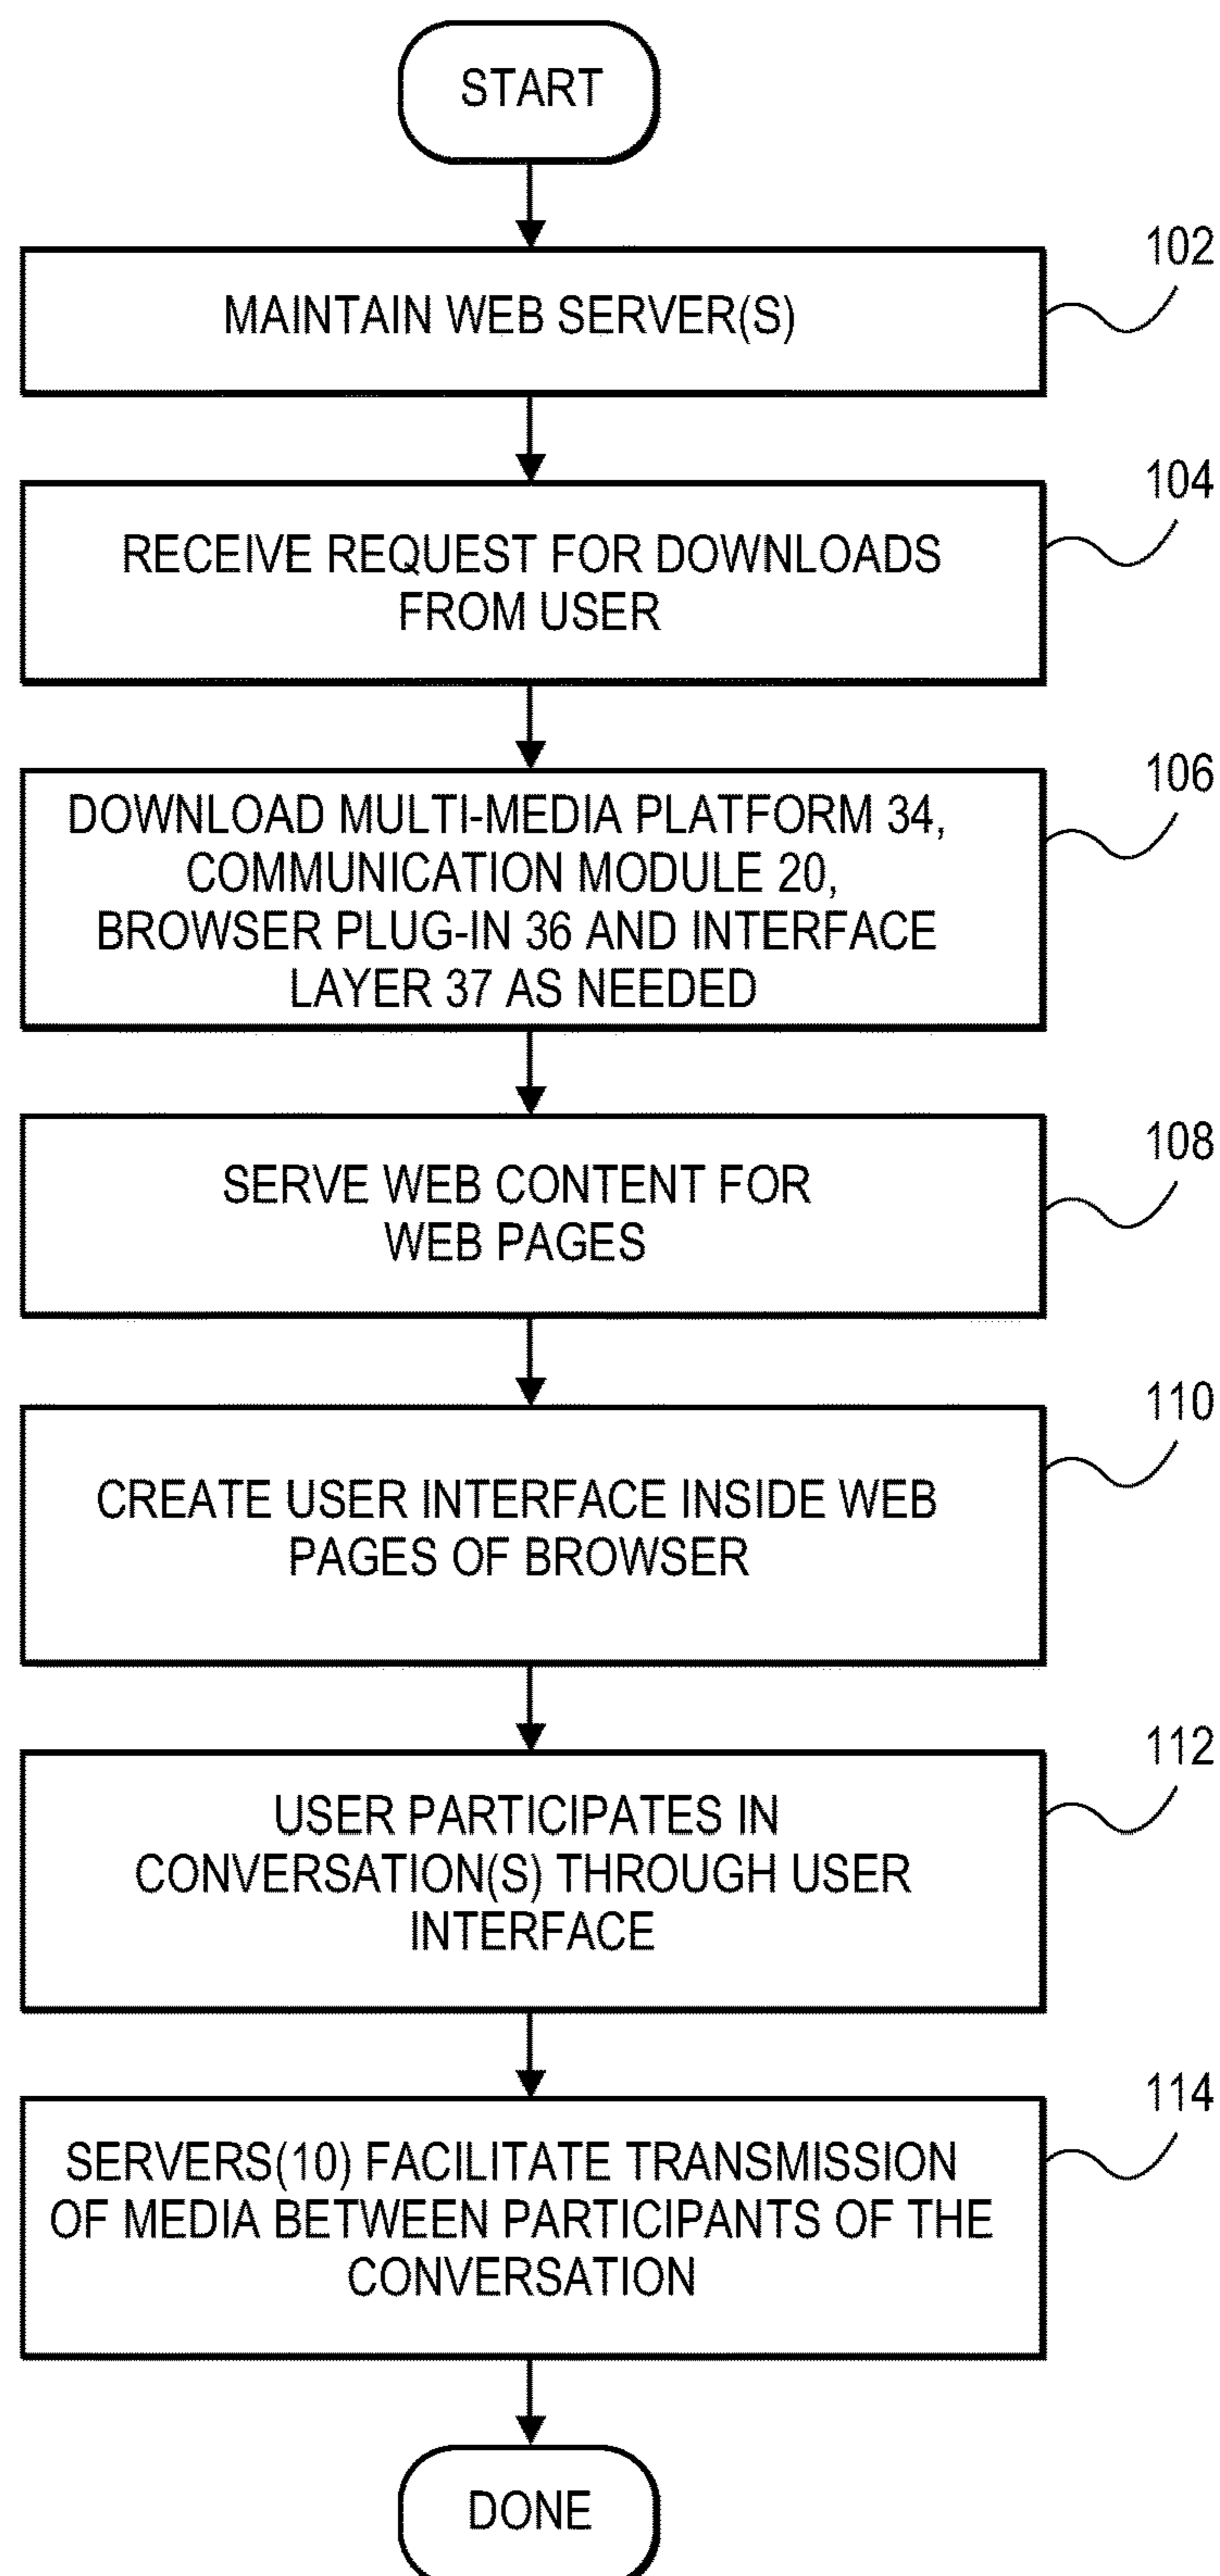 START
102
MAINTAIN WEB SERVER(S)
104
RECEIVE REQUEST FOR DOWNLOADS
FROM USER
106
DOWNLOAD MULTI-MEDIA PLATFORM 34,
COMMUNICATION MODULE 20,
BROWSER PLUG-IN 36 AND INTERFACE
LAYER 37 AS NEEDED
108
SERVE WEB CONTENT FOR
WEB PAGES
110
CREATE USER INTERFACE INSIDE WEB
PAGES OF BROWSER
112
USER PARTICIPATES IN
CONVERSATION(S) THROUGH USER
INTERFACE
114
SERVERS(10) FACILITATE TRANSMISSION
OF MEDIA BETWEEN PARTICIPANTS OF THE
CONVERSATION
DONE